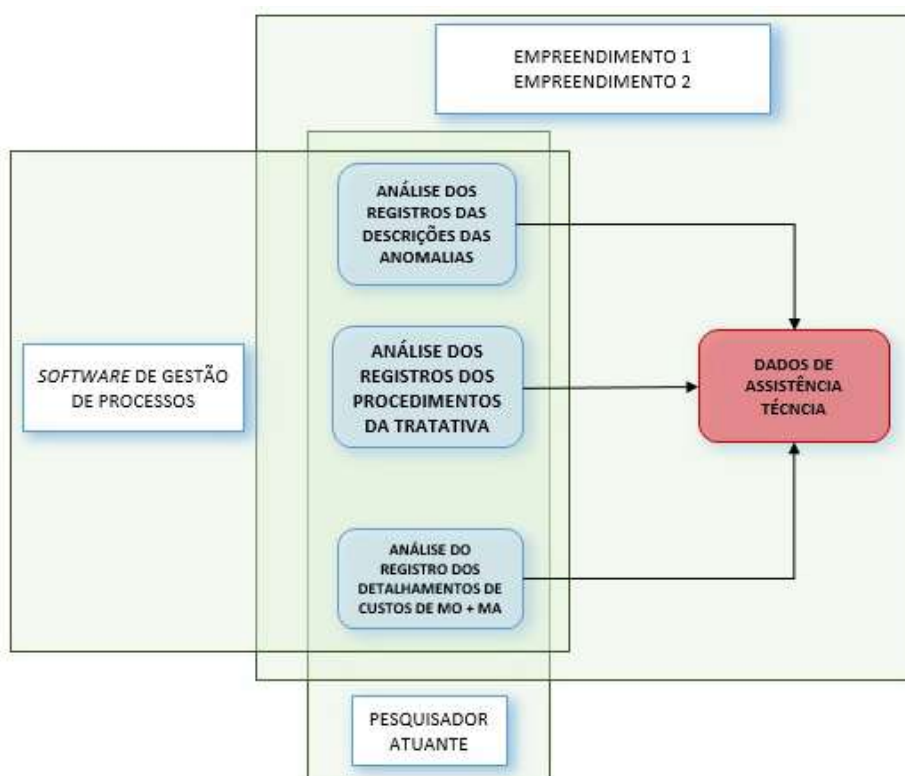 EMPREENDIMENTO 1
EMPREENDIMENTO 2
ANÁLISE DOS
REGISTROS DAS
DESCRIÇÕES DAS
ANOMALIAS
SOFTWARE DE GESTÃO
DE PROCESSOS
ANÁLISE DOS
REGISTROS DOS
PROCEDIMENTOS
DA TRATATIVA
DADOS DE
ASSISTÊNCIA
TÉCNCIA
ANÁLISE DO
REGISTRO DOS
DETALHAMENTOS DE
CUSTOS DE MO + MA
PESQUISADOR
ATUANTE